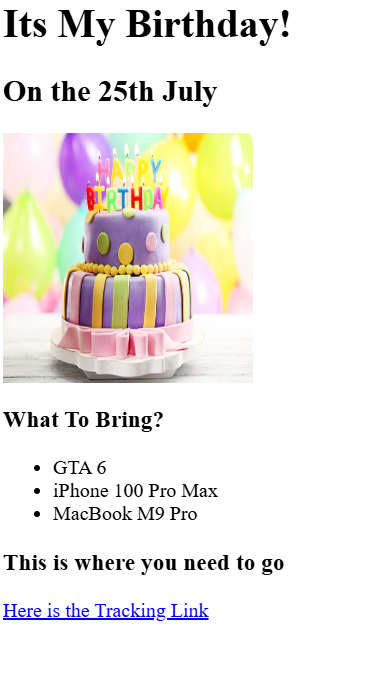 Its My Birthday!
On the 25th July
HAPPY
BIRTHDAY
What To Bring?
GTA 6
iPhone 100 Pro Max
MacBook M9 Pro
This is where you need to go
Here is the Tracking Link